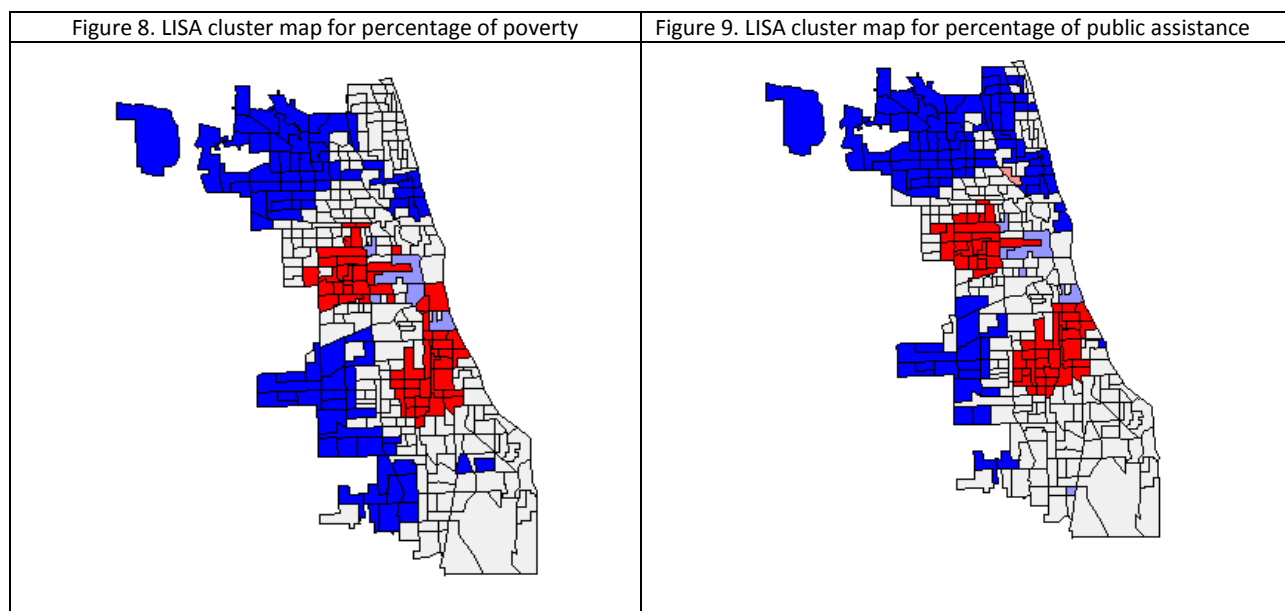 Figure 8. LISA cluster map for percentage of poverty
Figure 9. LISA cluster map for percentage of public assistance